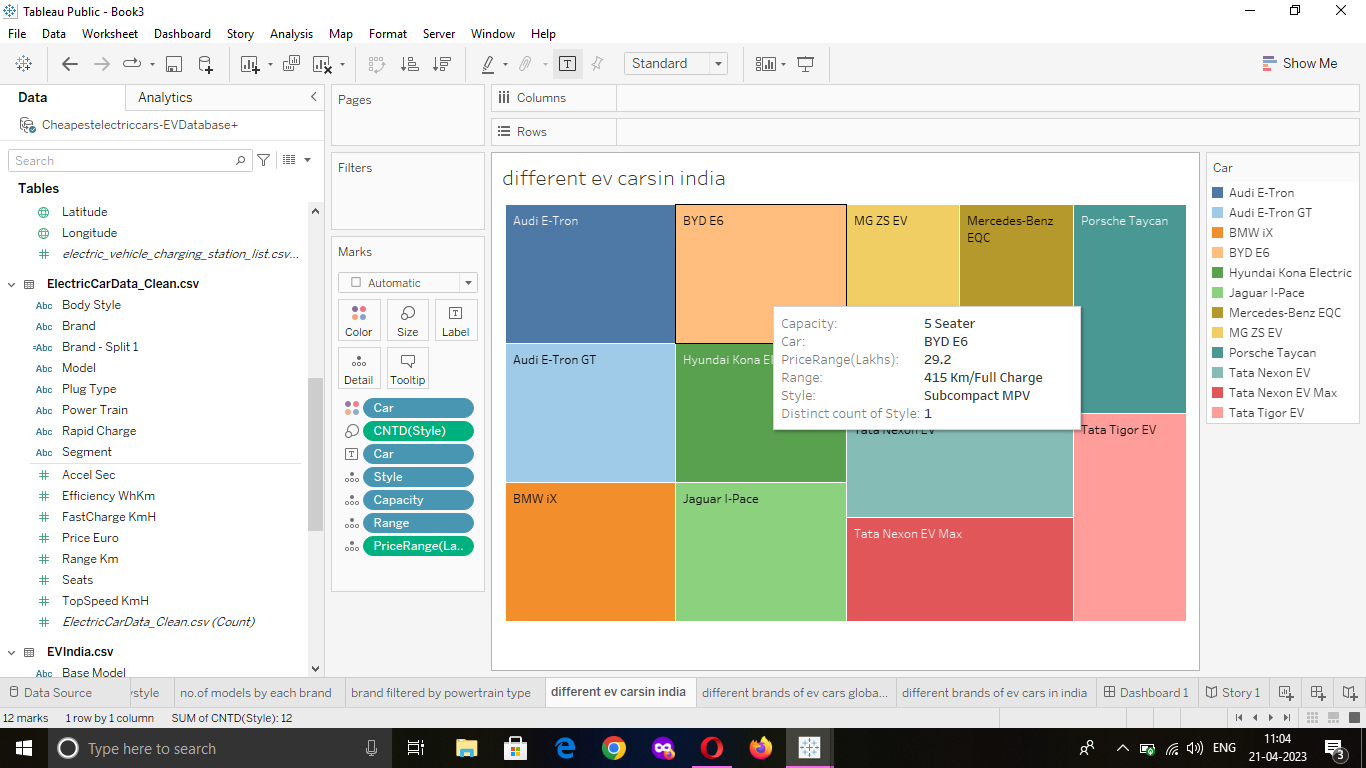 Tableau Public - Book3
File Data Worksheet Dashboard Story Analysis Map Format Server Window Help
Standard
Show Me
Data Analytics
Cheapestelectriccars-EVDatabase+
Search
Tables
Latitude
Longitude
electric_vehicle_charging_station_list.csv...
ElectricCarData_Clean.csv
Abc Body Style
Abc Brand
=Abc Brand - Split 1
Abc Model
Abc Plug Type
Abc Power Train
Abc Rapid Charge
Abc Segment
# Accel Sec
# Efficiency WhKm
# FastCharge KmH
# Price Euro
# Range Km
# Seats
# TopSpeed KmH
# ElectricCarData_Clean.csv (Count)
EVIndia.csv
Abc Base Model
Pages
Filters
Marks
Automatic
Color Size Label
Detail Tooltip
Car
CNTD(Style)
Car
Style
Capacity
Range
PriceRange(La..
Columns
Rows
different ev carsin india
Audi E-Tron
BYD E6
MG ZS EV
Mercedes-Benz
EQC
Porsche Taycan
Audi E-Tron GT
Hyundai Kona El
Tata Nexon EV
Tata Tigor EV
BMW iX
Jaguar I-Pace
Tata Nexon EV Max
Capacity: 5 Seater
Car: BYD E6
PriceRange(Lakhs): 29.2
Range: 415 Km/Full Charge
Style: Subcompact MPV
Distinct count of Style: 1
Car
Audi E-Tron
Audi E-Tron GT
BMW iX
BYD E6
Hyundai Kona Electric
Jaguar I-Pace
Mercedes-Benz EQC
MG ZS EV
Porsche Taycan
Tata Nexon EV
Tata Nexon EV Max
Tata Tigor EV
Data Source style no.of models by each brand brand filtered by powertrain type different ev carsin india different brands of ev cars globa... different brands of ev cars in india Dashboard 1 Story 1
12 marks 1 row by 1 column SUM of CNTD(Style): 12
Type here to search
ENG
11:04
21-04-2023
3